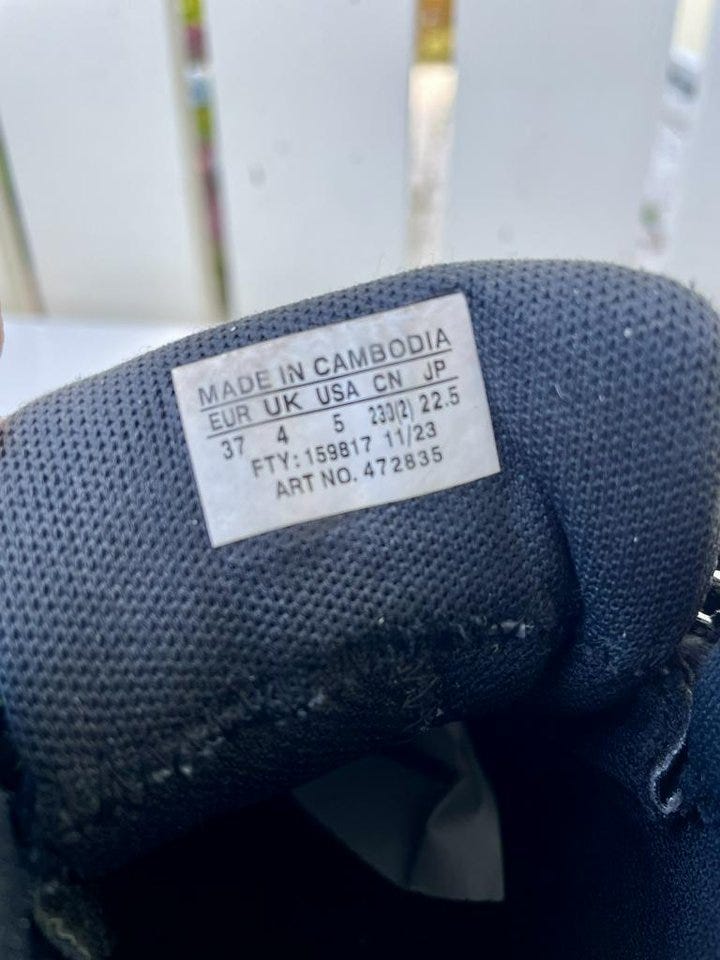 MADE IN CAMBODIA
EUR UK USA CN JP
37 4 5 230(2) 22.5
FTY: 159817 11/23
ART NO. 472835